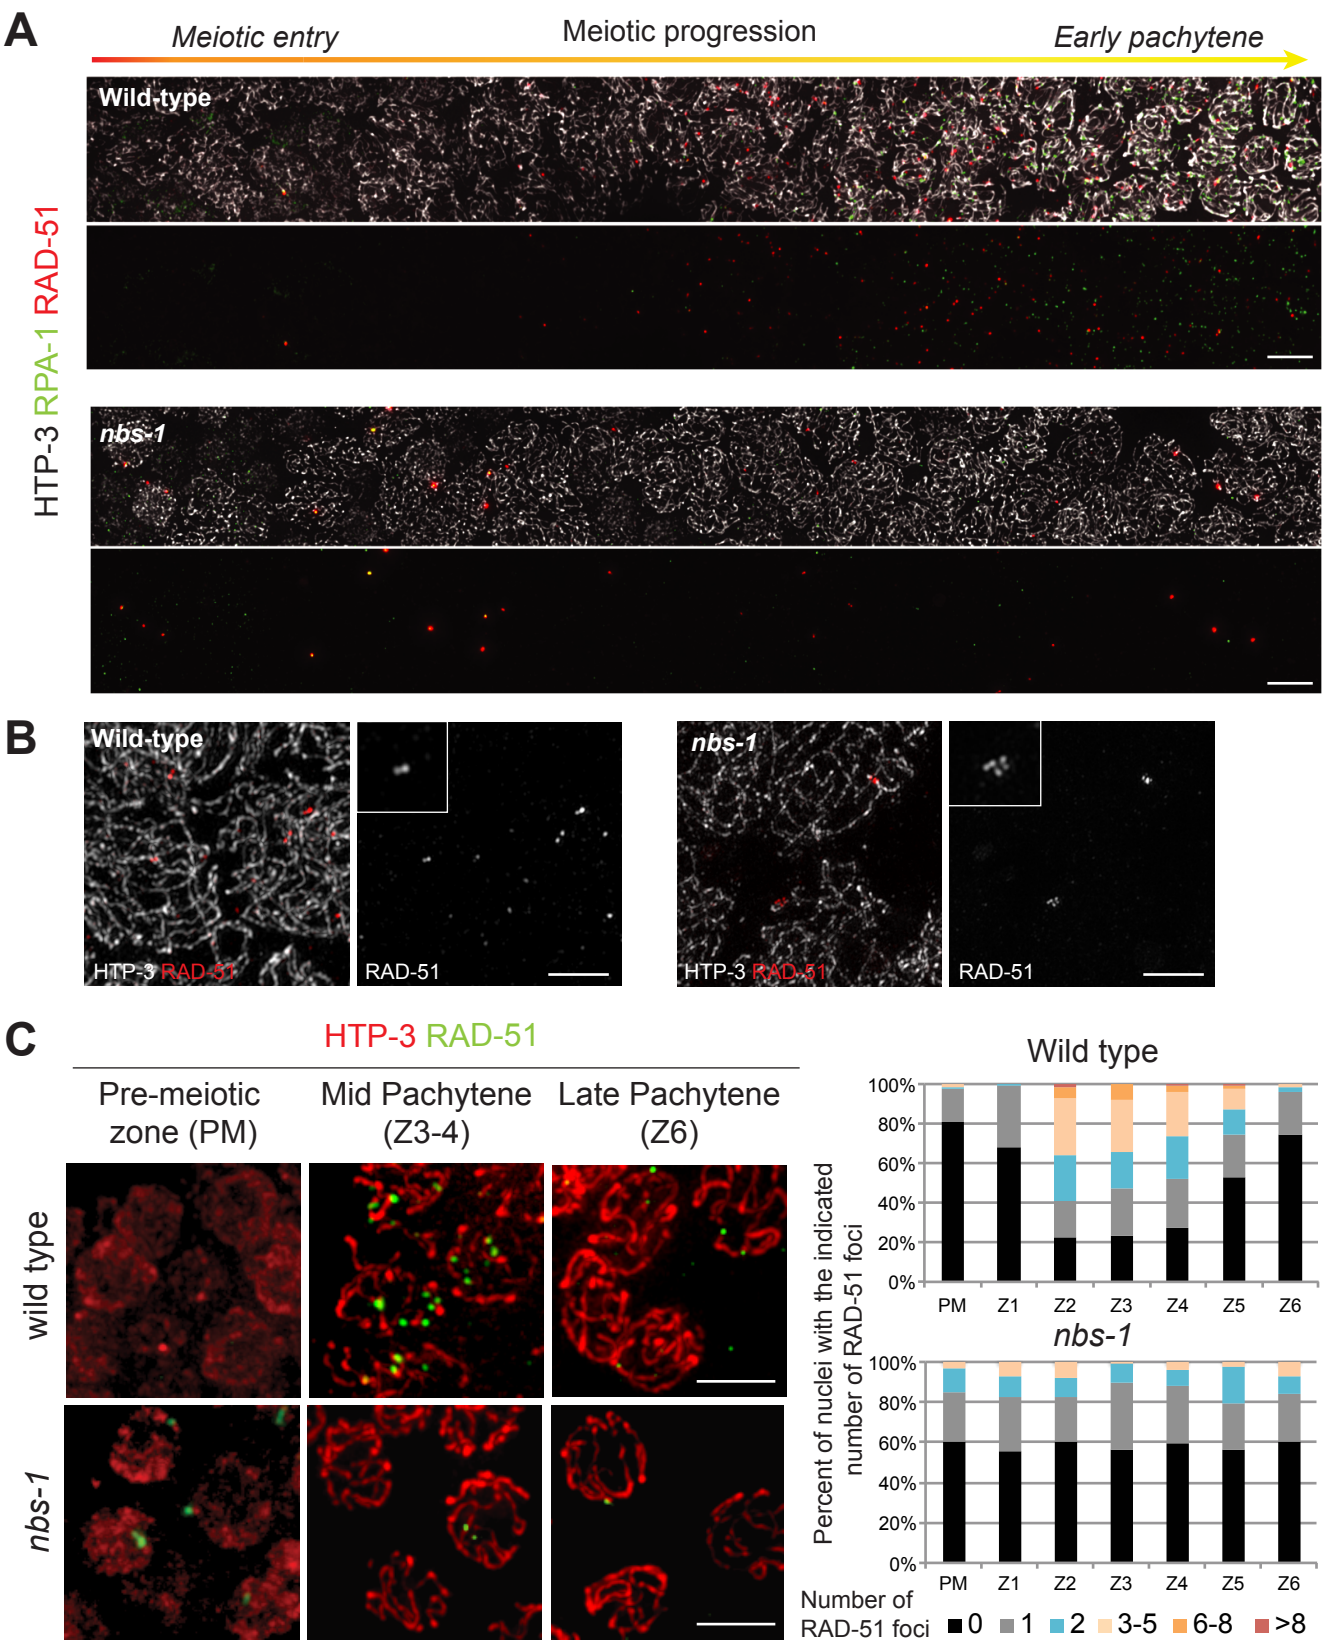 A
Meiotic entry
Meiotic progression
Early pachytene
HTP-3 RPA-1 RAD-51
Wild-type
nbs-1
B
Wild-type
HTP-3 RAD-51
RAD-51
nbs-1
HTP-3 RAD-51
RAD-51
C
HTP-3 RAD-51
Pre-meiotic
zone (PM)
Mid Pachytene
(Z3-4)
Late Pachytene
(Z6)
wild type
nbs-1
Percent of nuclei with the indicated
number of RAD-51 foci
Wild type
100%
80%
60%
40%
20%
0%
PM Z1 Z2 Z3 Z4 Z5 Z6
nbs-1
100%
80%
60%
40%
20%
0%
PM Z1 Z2 Z3 Z4 Z5 Z6
Number of
RAD-51 foci
0 1 2 3-5 6-8 >8